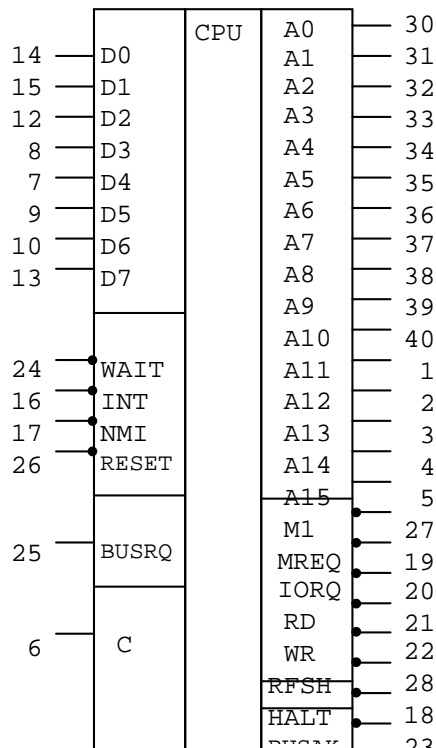 CPU
14 D0
15 D1
12 D2
8 D3
7 D4
9 D5
10 D6
13 D7
24 WAIT
16 INT
17 NMI
26 RESET
25 BUSRQ
6 C
A0 30
A1 31
A2 32
A3 33
A4 34
A5 35
A6 36
A7 37
A8 38
A9 39
A10 40
A11 1
A12 2
A13 3
A14 4
A15 5
M1 27
MREQ 19
IORQ 20
RD 21
WR 22
RFSH 28
HALT 18
BUSAK 23